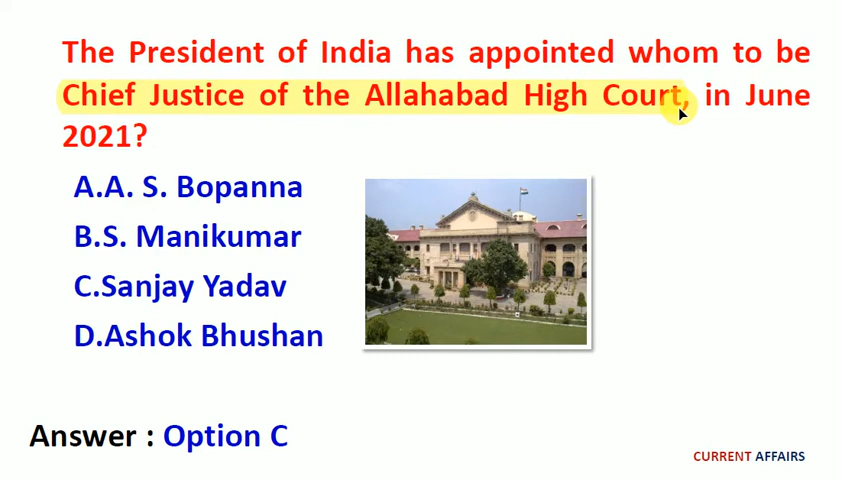 The President of India has appointed whom to be
Chief Justice of the Allahabad High Court, in June
2021?
A.A. S. Bopanna
B.S. Manikumar
C.Sanjay Yadav
D.Ashok Bhushan
Answer : Option C
CURRENT AFFAIRS